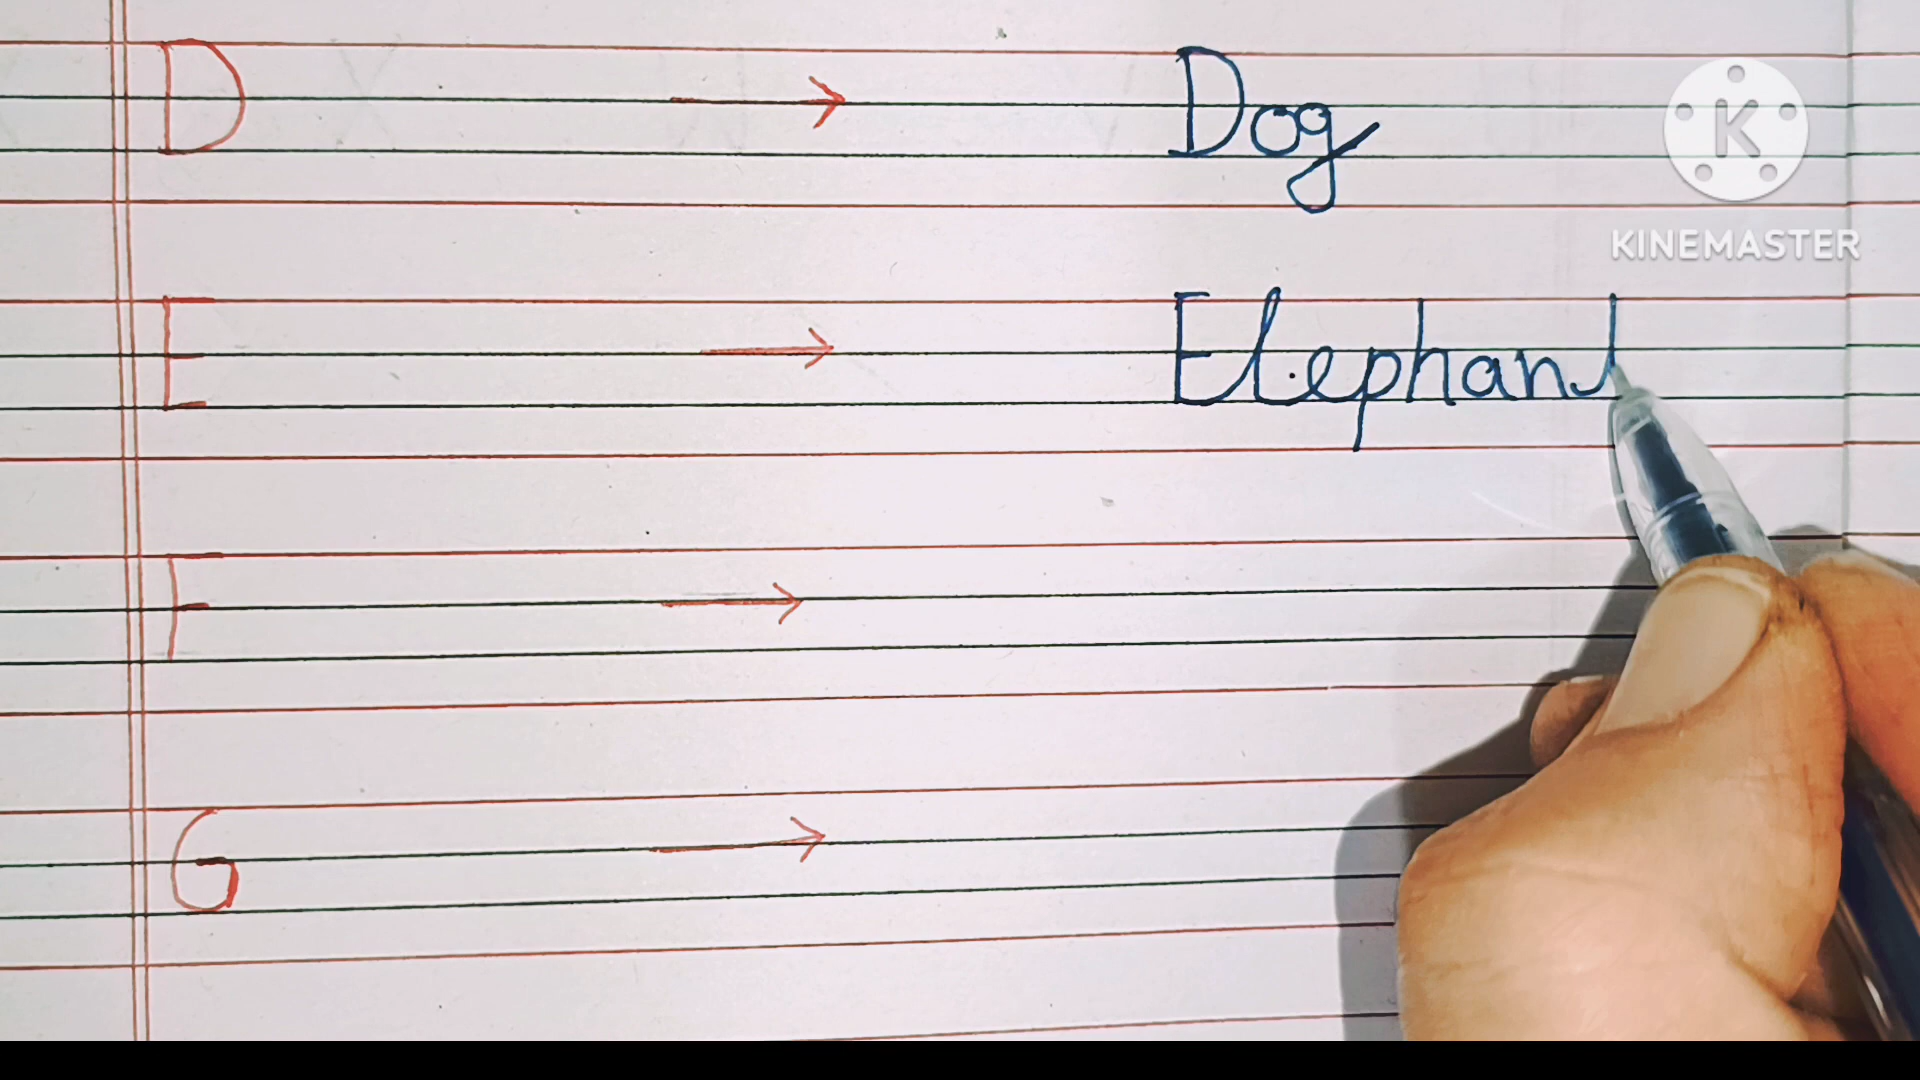 D → Dog
K
KINEMASTER
E → Elephant
F →
G →